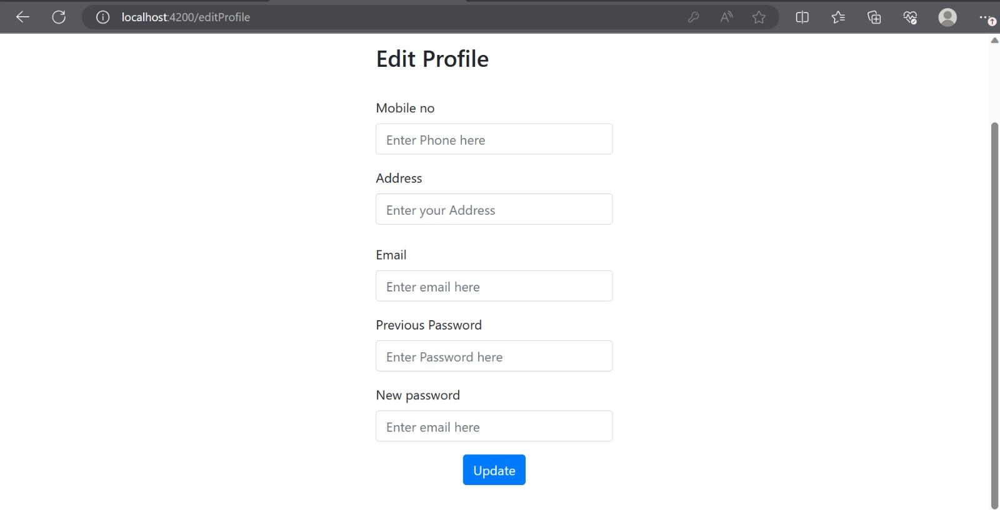 localhost:4200/editProfile
Edit Profile
Mobile no
Enter Phone here
Address
Enter your Address
Email
Enter email here
Previous Password
Enter Password here
New password
Enter email here
Update